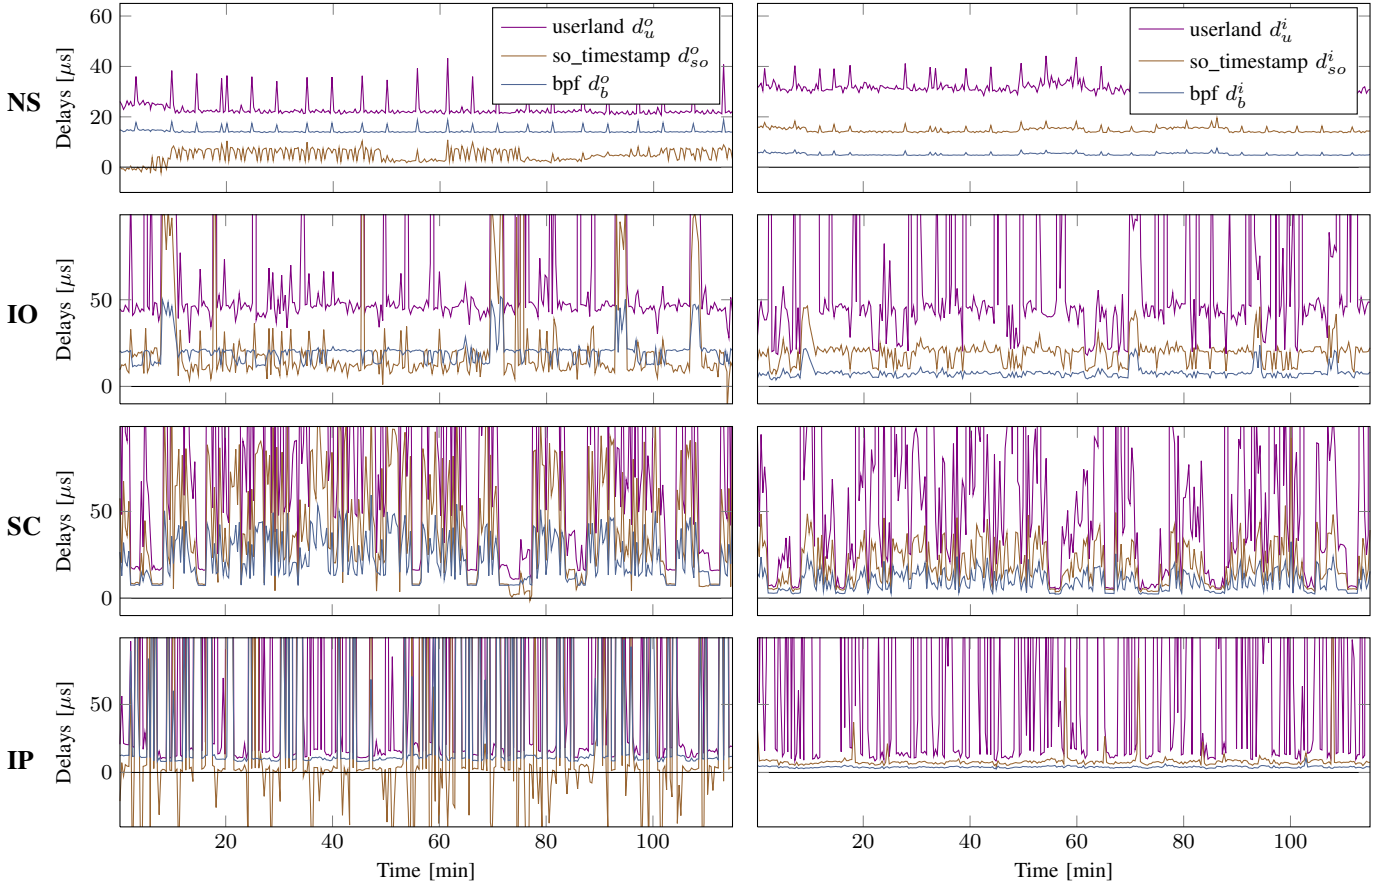 60
40
20
0
Delays [μs]
NS
userland d_u^o
so_timestamp d_so^o
bpf d_b^o
userland d_u^i
so_timestamp d_so^i
bpf d_b^i
50
0
Delays [μs]
IO
50
0
Delays [μs]
SC
50
0
Delays [μs]
IP
20 40 60 80 100
20 40 60 80 100
Time [min]
Time [min]